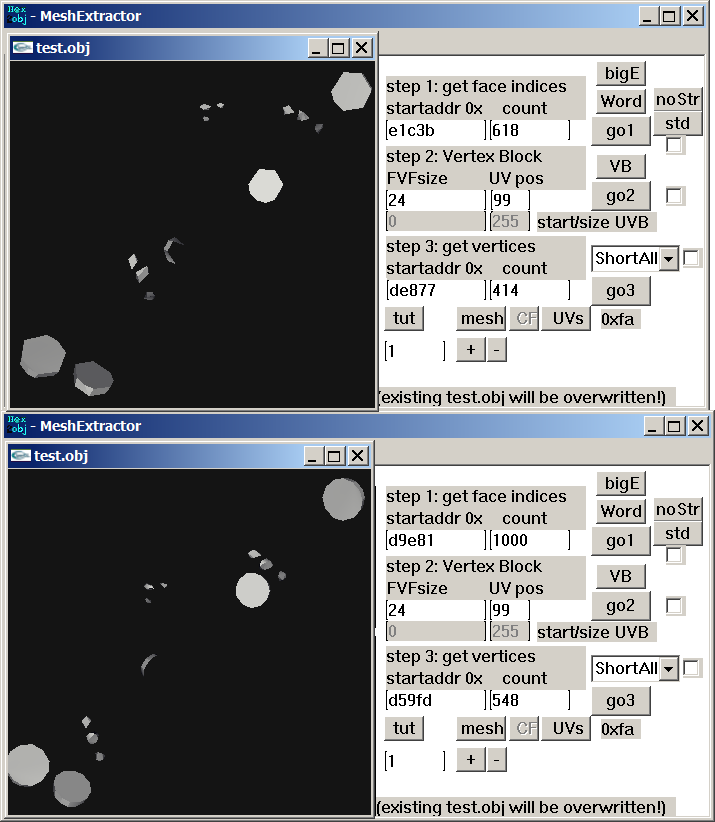 Hex
obj - MeshExtractor
test.obj
bigE
step 1: get face indices
startaddr 0x count
Word
noStr
e1c3b 618
go1
std
step 2: Vertex Block
FVFsize UV pos
VB
24 99
go2
0 255 start/size UVB
step 3: get vertices
startaddr 0x count
ShortAll
de877 414
go3
tut mesh CF UVs 0xfa
1 + -
(existing test.obj will be overwritten!)
Hex
obj - MeshExtractor
test.obj
bigE
step 1: get face indices
startaddr 0x count
Word
noStr
d9e81 1000
go1
std
step 2: Vertex Block
FVFsize UV pos
VB
24 99
go2
0 255 start/size UVB
step 3: get vertices
startaddr 0x count
ShortAll
d59fd 548
go3
tut mesh CF UVs 0xfa
1 + -
(existing test.obj will be overwritten!)